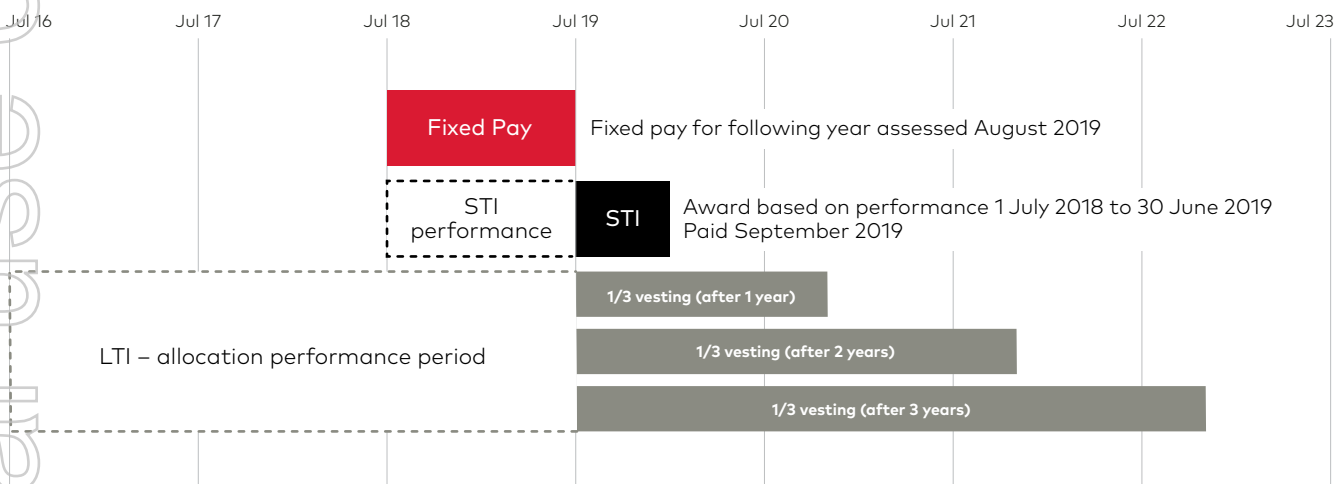 Jul 16 Jul 17 Jul 18 Jul 19 Jul 20 Jul 21 Jul 22 Jul 23
Fixed Pay Fixed pay for following year assessed August 2019
STI
performance
STI
Award based on performance 1 July 2018 to 30 June 2019
Paid September 2019
1/3 vesting (after 1 year)
LTI – allocation performance period
1/3 vesting (after 2 years)
1/3 vesting (after 3 years)